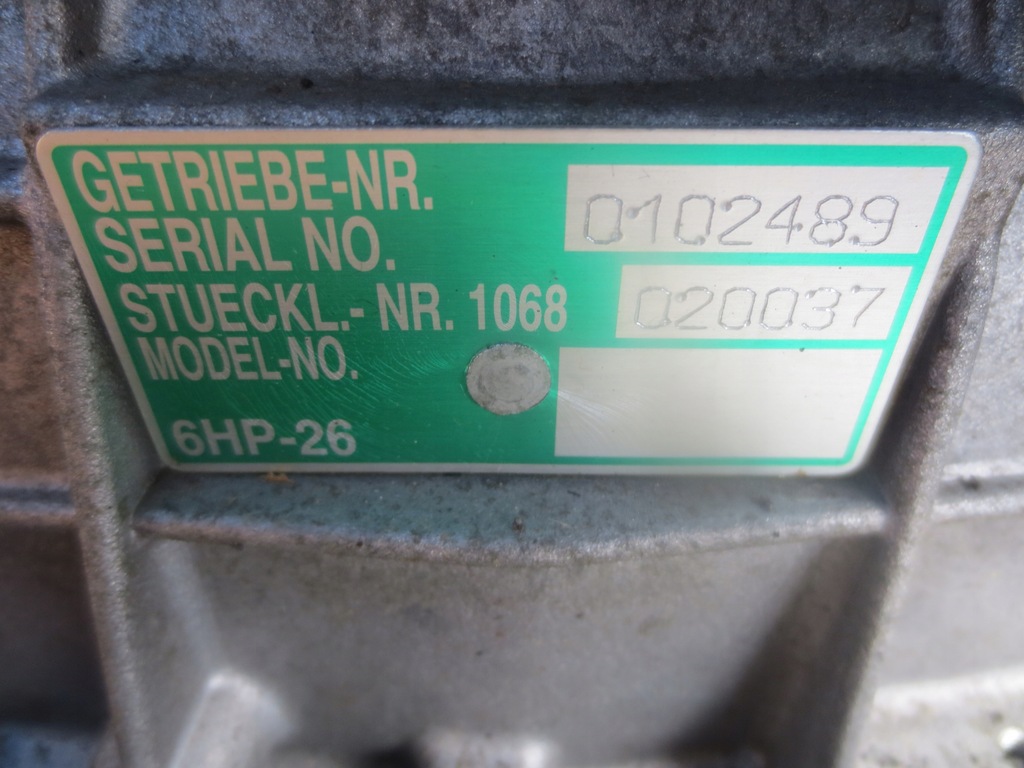 GETRIEBE-NR.
SERIAL NO. 0102489
STUECKL.- NR. 1068 020037
MODEL-NO.
6HP-26